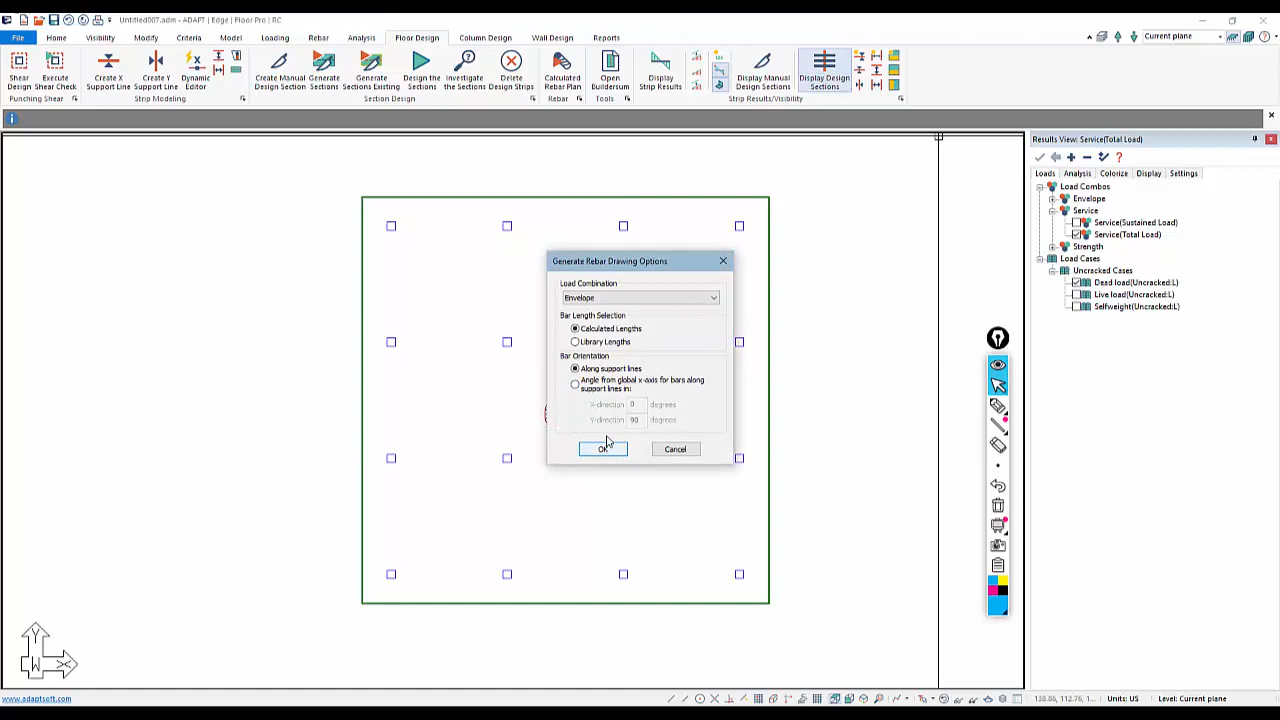 Untitled007.adm - ADAPT | Edge | Floor Pro | RC
File Home Visibility Modify Criteria Model Loading Rebar Analysis Floor Design Column Design Wall Design Reports Current plane
Shear Design Execute Shear Check Create X Support Line Create Y Support Line Dynamic Editor Create Manual Design Section Generate Sections Generate Sections Existing Design the Sections Investigate the Sections Delete Design Strips Calculated Rebar Plan Open Buildersum Display Strip Results Display Manual Design Sections Display Design Sections
Punching Shear Strip Modeling Section Design Rebar Tools Strip Results/Visibility
Results View: Service(Total Load)
Loads Analysis Colorize Display Settings
Load Combos
Envelope
Service
Service(Sustained Load)
Service(Total Load)
Strength
Load Cases
Uncracked Cases
Dead load(Uncracked:L)
Live load(Uncracked:L)
Selfweight(Uncracked:L)
Generate Rebar Drawing Options
Load Combination
Envelope
Bar Length Selection
Calculated Lengths
Library Lengths
Bar Orientation
Along support lines
Angle from global x-axis for bars along
support lines in:
X-direction 0 degrees
Y-direction 90 degrees
OK Cancel
Y
W X
www.adaptsoft.com
138.86, 112.76, 1... Units: US Level: Current plane